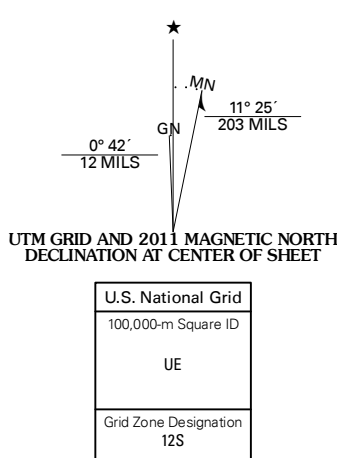 ★
MN
11° 25´
203 MILS
GN
0° 42´
12 MILS
UTM GRID AND 2011 MAGNETIC NORTH
DECLINATION AT CENTER OF SHEET
U.S. National Grid
100,000-m Square ID
UE
Grid Zone Designation
12S